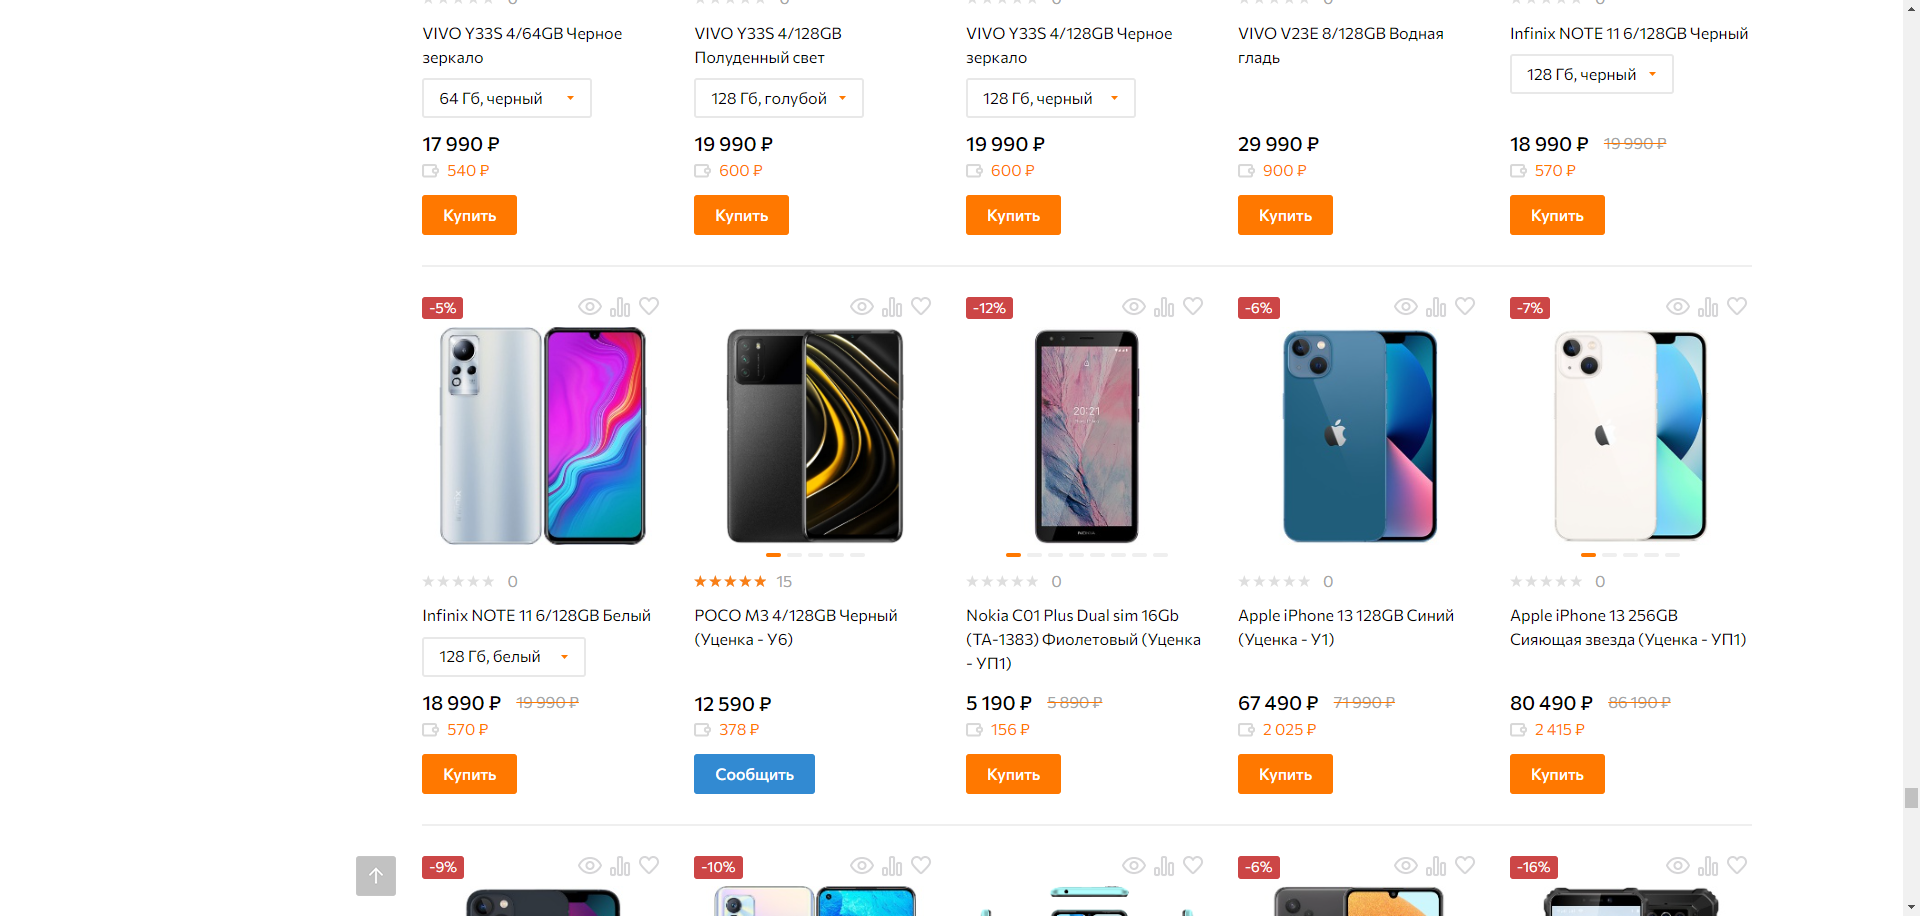 VIVO Y33S 4/64GB Черное
зеркало
64 Гб, черный
17 990 ₽
540 ₽
Купить
VIVO Y33S 4/128GB
Полуденный свет
128 Гб, голубой
19 990 ₽
600 ₽
Купить
VIVO Y33S 4/128GB Черное
зеркало
128 Гб, черный
19 990 ₽
600 ₽
Купить
VIVO V23E 8/128GB Водная
гладь
29 990 ₽
900 ₽
Купить
Infinix NOTE 11 6/128GB Черный
128 Гб, черный
18 990 ₽ 19 990 ₽
570 ₽
Купить
-5%
0
Infinix NOTE 11 6/128GB Белый
128 Гб, белый
18 990 ₽ 19 990 ₽
570 ₽
Купить
15
POCO M3 4/128GB Черный
(Уценка - У6)
12 590 ₽
378 ₽
Сообщить
-12%
20:21
NOKIA
0
Nokia C01 Plus Dual sim 16Gb
(TA-1383) Фиолетовый (Уценка
- УП1)
5 190 ₽ 5 890 ₽
156 ₽
Купить
-6%
0
Apple iPhone 13 128GB Синий
(Уценка - У1)
67 490 ₽ 71 990 ₽
2 025 ₽
Купить
-7%
0
Apple iPhone 13 256GB
Сияющая звезда (Уценка - УП1)
80 490 ₽ 86 190 ₽
2 415 ₽
Купить
-9%
-10%
-6%
-16%